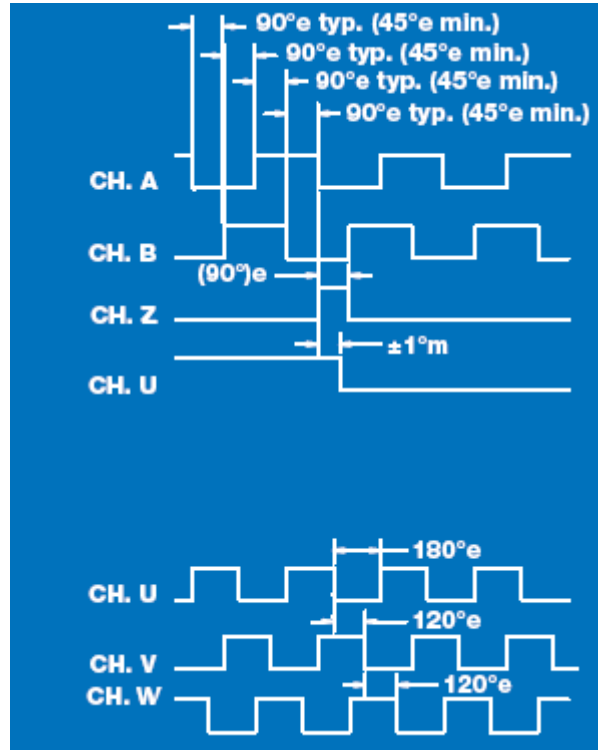 90°e typ. (45°e min.)
90°e typ. (45°e min.)
90°e typ. (45°e min.)
90°e typ. (45°e min.)
CH. A
CH. B
(90°)e
CH. Z
±1°m
CH. U
180°e
CH. U
120°e
CH. V
120°e
CH. W